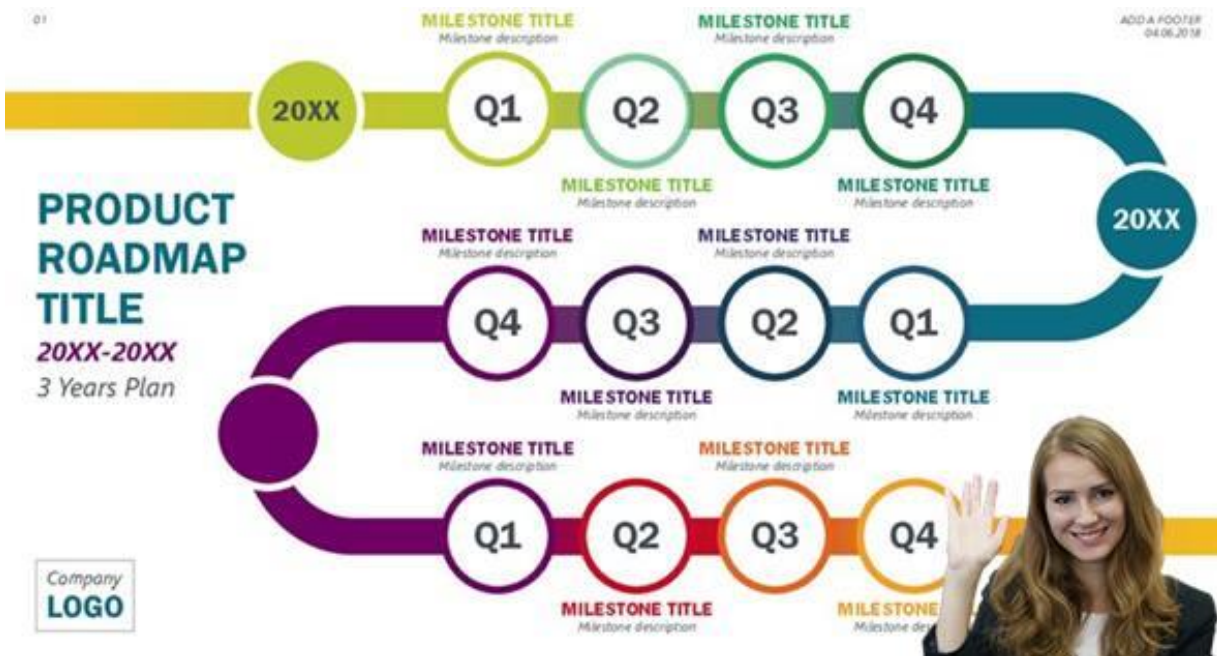 01
ADD A FOOTER
04.06.2018
MILESTONE TITLE
Milestone description
MILESTONE TITLE
Milestone description
20XX
Q1
Q2
Q3
Q4
MILESTONE TITLE
Milestone description
MILESTONE TITLE
Milestone description
20XX
PRODUCT
ROADMAP
TITLE
20XX-20XX
3 Years Plan
MILESTONE TITLE
Milestone description
MILESTONE TITLE
Milestone description
Q4
Q3
Q2
Q1
MILESTONE TITLE
Milestone description
MILESTONE TITLE
Milestone description
MILESTONE TITLE
Milestone description
MILESTONE TITLE
Milestone description
Q1
Q2
Q3
Q4
MILESTONE TITLE
Milestone description
MILESTONE TITLE
Milestone
Company
LOGO